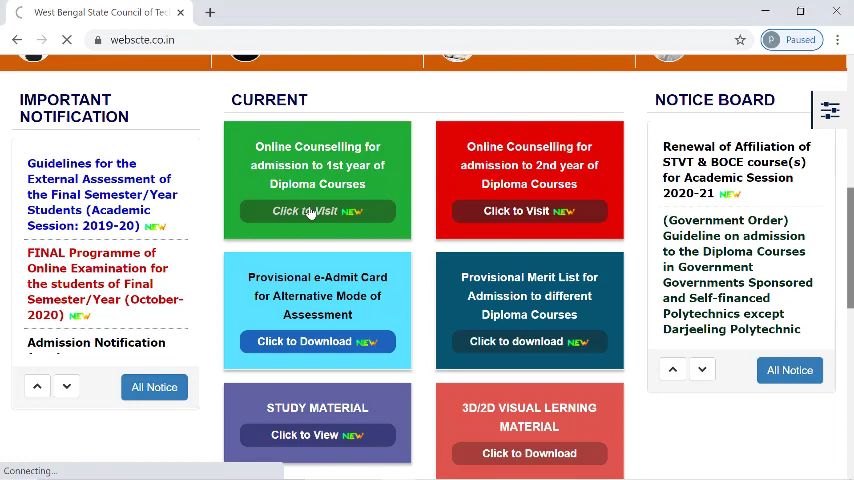 West Bengal State Council of Tech
webscte.co.in
P Paused
IMPORTANT
NOTIFICATION
Guidelines for the
External Assessment of
the Final Semester/Year
Students (Academic
Session: 2019-20) NEW
FINAL Programme of
Online Examination for
the students of Final
Semester/Year (October-
2020) NEW
Admission Notification
All Notice
CURRENT
Online Counselling for
admission to 1st year of
Diploma Courses
Click to Visit NEW
Online Counselling for
admission to 2nd year of
Diploma Courses
Click to Visit NEW
Provisional e-Admit Card
for Alternative Mode of
Assessment
Click to Download NEW
Provisional Merit List for
Admission to different
Diploma Courses
Click to download NEW
STUDY MATERIAL
Click to View NEW
3D/2D VISUAL LERNING
MATERIAL
Click to Download
NOTICE BOARD
Renewal of Affiliation of
STVT & BOCE course(s)
for Academic Session
2020-21 NEW
(Government Order)
Guideline on admission
to the Diploma Courses
in Government
Governments Sponsored
and Self-financed
Polytechnics except
Darjeeling Polytechnic
All Notice
Connecting...